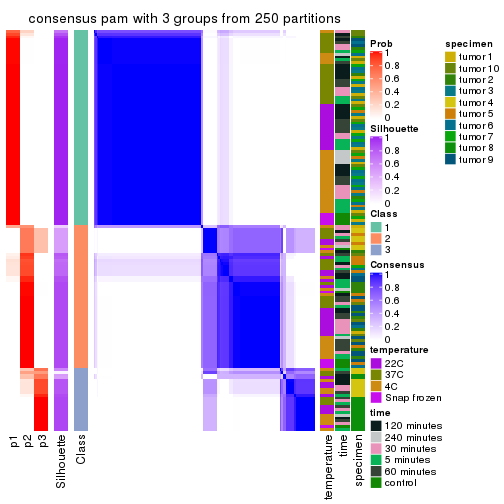 consensus pam with 3 groups from 250 partitions
p1
p2
p3
Silhouette
Class
temperature
time
specimen
Prob
1
0.8
0.6
0.4
0.2
0
Silhouette
1
0.8
0.6
0.4
0.2
0
Class
1
2
3
Consensus
1
0.8
0.6
0.4
0.2
0
temperature
22C
37C
4C
Snap frozen
time
120 minutes
240 minutes
30 minutes
5 minutes
60 minutes
control
specimen
tumor 1
tumor 10
tumor 2
tumor 3
tumor 4
tumor 5
tumor 6
tumor 7
tumor 8
tumor 9